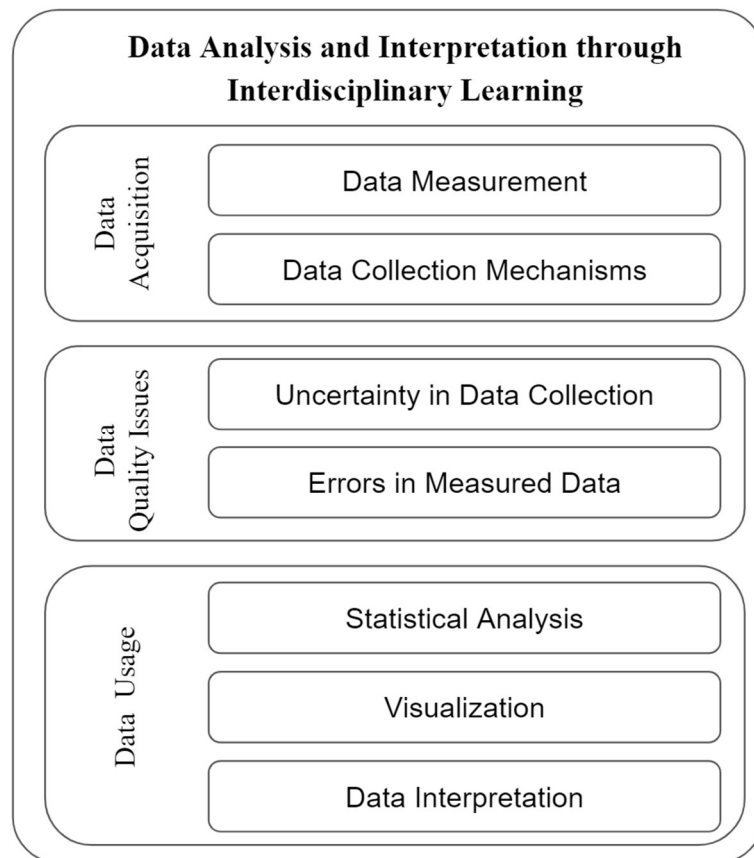 Data Analysis and Interpretation through
Interdisciplinary Learning
Data
Acquisition
Data Measurement
Data Collection Mechanisms
Data
Quality Issues
Uncertainty in Data Collection
Errors in Measured Data
Data Usage
Statistical Analysis
Visualization
Data Interpretation